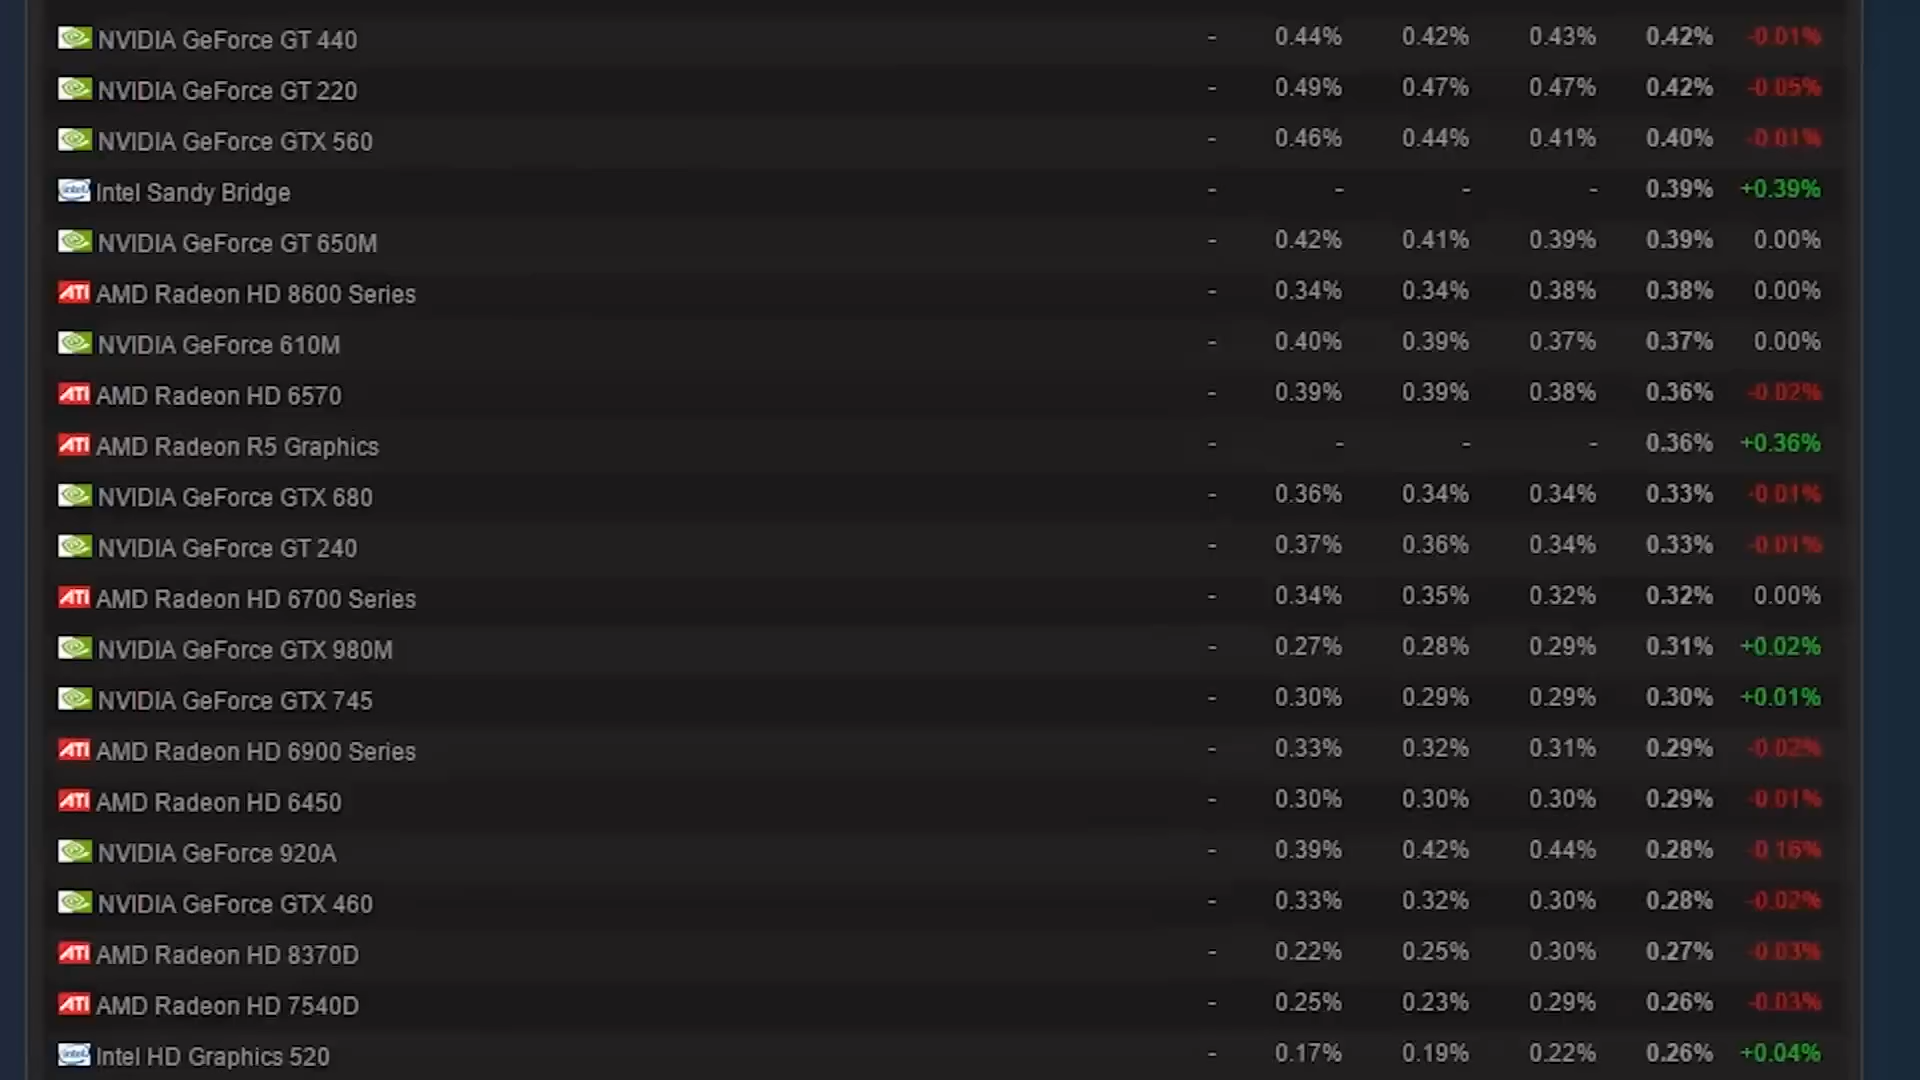 NVIDIA GeForce GT 440 - 0.44% 0.42% 0.43% 0.42% -0.01%
NVIDIA GeForce GT 220 - 0.49% 0.47% 0.47% 0.42% -0.05%
NVIDIA GeForce GTX 560 - 0.46% 0.44% 0.41% 0.40% -0.01%
intel Intel Sandy Bridge - - - - 0.39% +0.39%
NVIDIA GeForce GT 650M - 0.42% 0.41% 0.39% 0.39% 0.00%
ATI AMD Radeon HD 8600 Series - 0.34% 0.34% 0.38% 0.38% 0.00%
NVIDIA GeForce 610M - 0.40% 0.39% 0.37% 0.37% 0.00%
ATI AMD Radeon HD 6570 - 0.39% 0.39% 0.38% 0.36% -0.02%
ATI AMD Radeon R5 Graphics - - - - 0.36% +0.36%
NVIDIA GeForce GTX 680 - 0.36% 0.34% 0.34% 0.33% -0.01%
NVIDIA GeForce GT 240 - 0.37% 0.36% 0.34% 0.33% -0.01%
ATI AMD Radeon HD 6700 Series - 0.34% 0.35% 0.32% 0.32% 0.00%
NVIDIA GeForce GTX 980M - 0.27% 0.28% 0.29% 0.31% +0.02%
NVIDIA GeForce GTX 745 - 0.30% 0.29% 0.29% 0.30% +0.01%
ATI AMD Radeon HD 6900 Series - 0.33% 0.32% 0.31% 0.29% -0.02%
ATI AMD Radeon HD 6450 - 0.30% 0.30% 0.30% 0.29% -0.01%
NVIDIA GeForce 920A - 0.39% 0.42% 0.44% 0.28% -0.16%
NVIDIA GeForce GTX 460 - 0.33% 0.32% 0.30% 0.28% -0.02%
ATI AMD Radeon HD 8370D - 0.22% 0.25% 0.30% 0.27% -0.03%
ATI AMD Radeon HD 7540D - 0.25% 0.23% 0.29% 0.26% -0.03%
intel Intel HD Graphics 520 - 0.17% 0.19% 0.22% 0.26% +0.04%